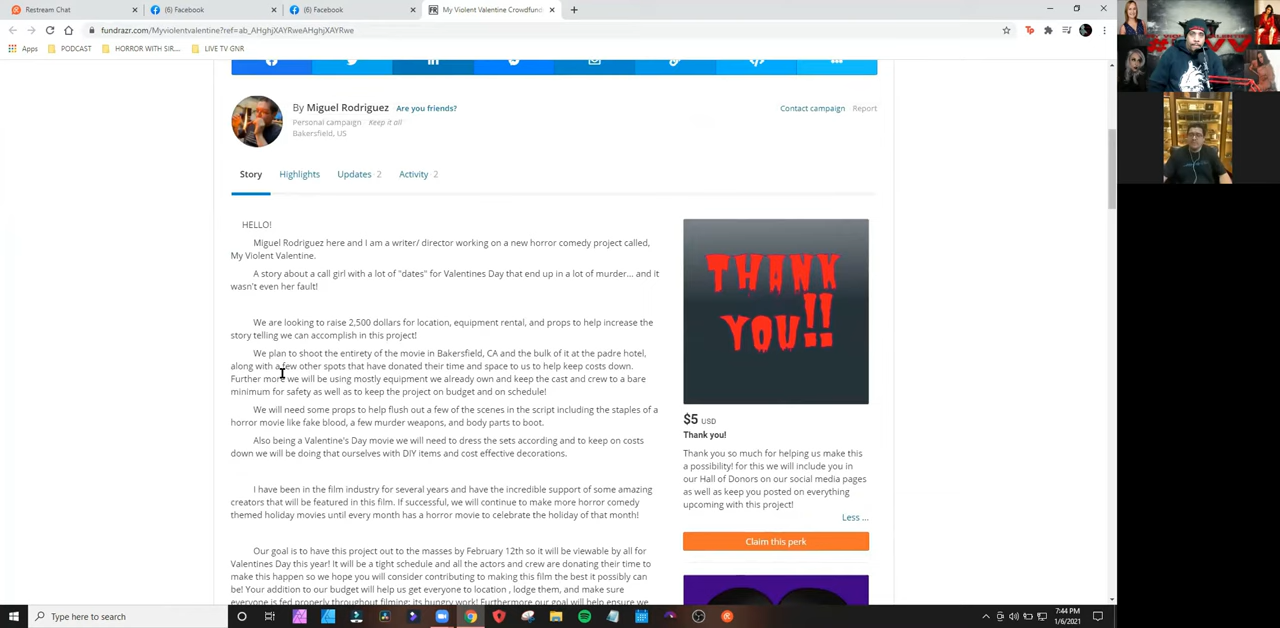 Restream Chat
(6) Facebook
(6) Facebook
My Violent Valentine Crowdfund
fundrazr.com/Myviolentvalentine?ref=ab_AHghjXAYRweAHghjXAYRwe
Apps
PODCAST
HORROR WITH SIR....
LIVE TV GNR
By Miguel Rodriguez Are you friends?
Personal campaign Keep it all
Bakersfield, US
Contact campaign Report
Story
Highlights
Updates 2
Activity 2
HELLO!
Miguel Rodriguez here and I am a writer/ director working on a new horror comedy project called,
My Violent Valentine.
A story about a call girl with a lot of "dates" for Valentines Day that end up in a lot of murder... and it
wasn't even her fault!
We are looking to raise 2,500 dollars for location, equipment rental, and props to help increase the
story telling we can accomplish in this project!
We plan to shoot the entirety of the movie in Bakersfield, CA and the bulk of it at the padre hotel,
along with a few other spots that have donated their time and space to us to help keep costs down.
Further more we will be using mostly equipment we already own and keep the cast and crew to a bare
minimum for safety as well as to keep the project on budget and on schedule!
We will need some props to help flush out a few of the scenes in the script including the staples of a
horror movie like fake blood, a few murder weapons, and body parts to boot.
Also being a Valentine's Day movie we will need to dress the sets according and to keep on costs
down we will be doing that ourselves with DIY items and cost effective decorations.
I have been in the film industry for several years and have the incredible support of some amazing
creators that will be featured in this film. If successful, we will continue to make more horror comedy
themed holiday movies until every month has a horror movie to celebrate the holiday of that month!
Our goal is to have this project out to the masses by February 12th so it will be viewable by all for
Valentines Day this year! It will be a tight schedule and all the actors and crew are donating their time to
make this happen so we hope you will consider contributing to making this film the best it possibly can
be! Your addition to our budget will help us get everyone to location , lodge them, and make sure
everyone is fed properly throughout filming; its hungry work! Furthermore our goal will help ensure we
THANK
YOU!!
$5 USD
Thank you!
Thank you so much for helping us make this
a possibility! for this we will include you in
our Hall of Donors on our social media pages
as well as keep you posted on everything
upcoming with this project!
Less ...
Claim this perk
Type here to search
7:44 PM
1/6/2021